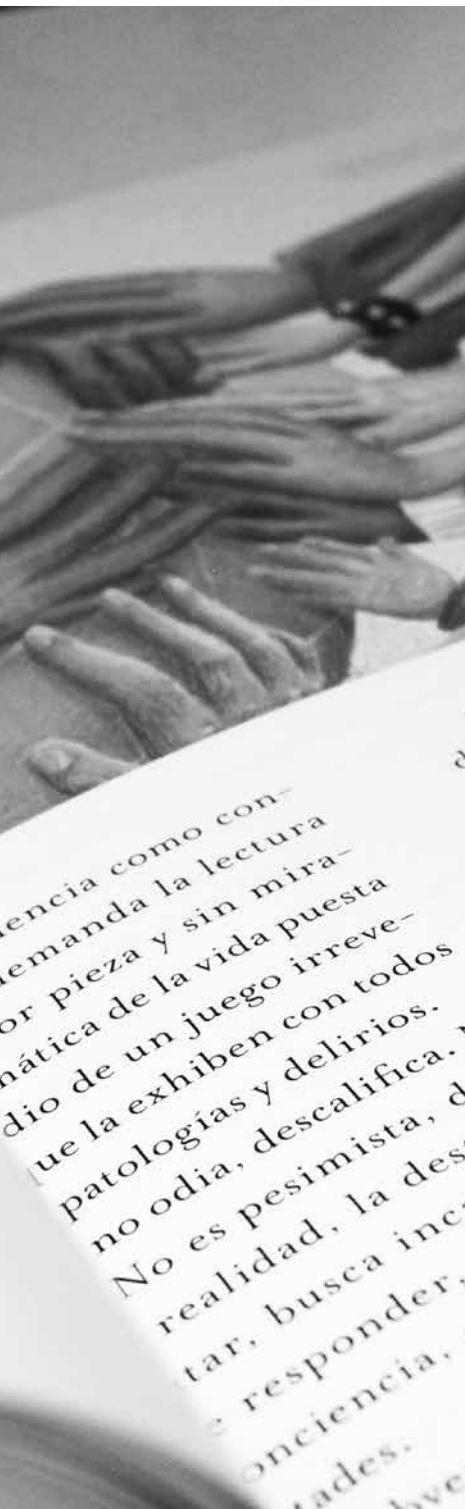 encia como con-
demanda la lectura
or pieza y sin mira-
mática de la vida puesta
dio de un juego irreve-
ue la exhiben con todos
patologías y delirios.
no odia, descalifica.
No es pesimista, d
realidad, la des
tar, busca inc
responder,
onciencia,
tades.